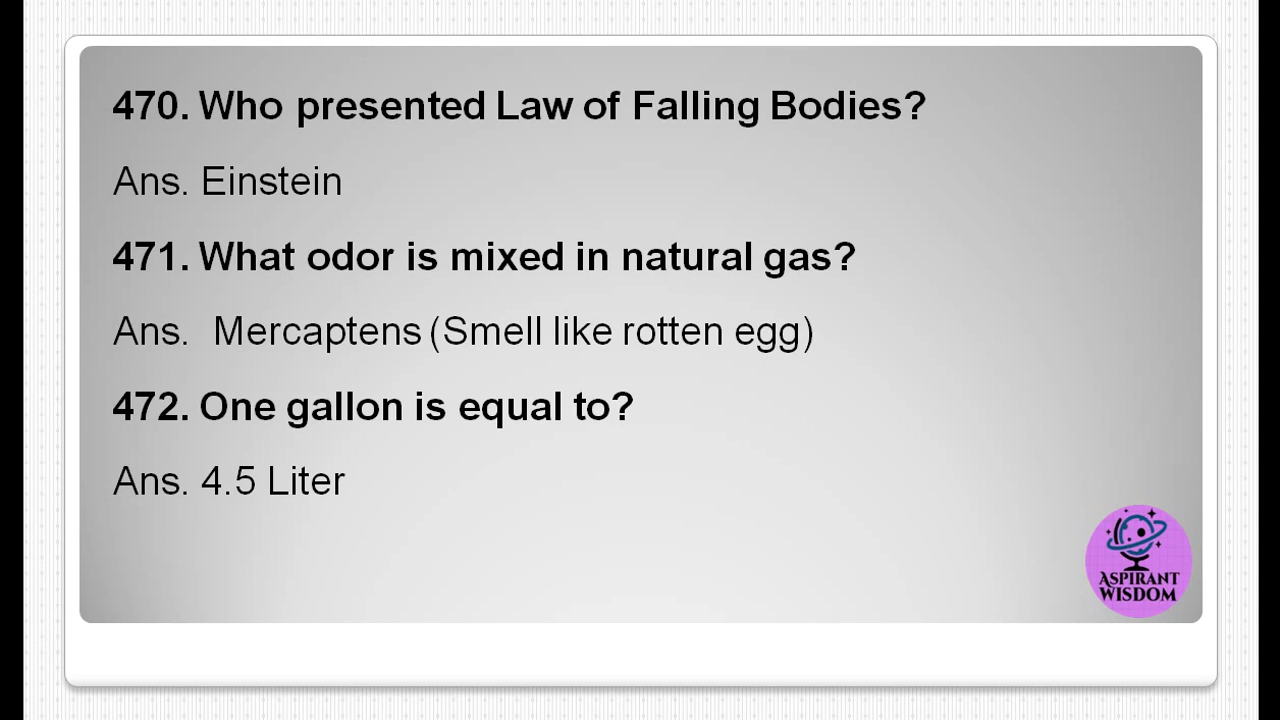 470. Who presented Law of Falling Bodies?
Ans. Einstein
471. What odor is mixed in natural gas?
Ans. Mercaptens (Smell like rotten egg)
472. One gallon is equal to?
Ans. 4.5 Liter
ASPIRANT
WISDOM